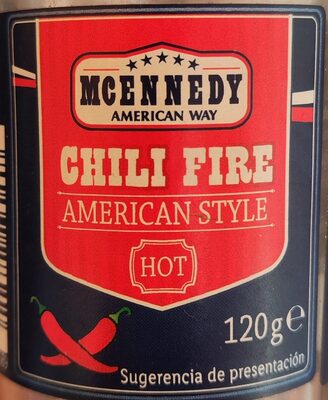 MCENNEDY
AMERICAN WAY
CHILI FIRE
AMERICAN STYLE
HOT
120g e
Sugerencia de presentación